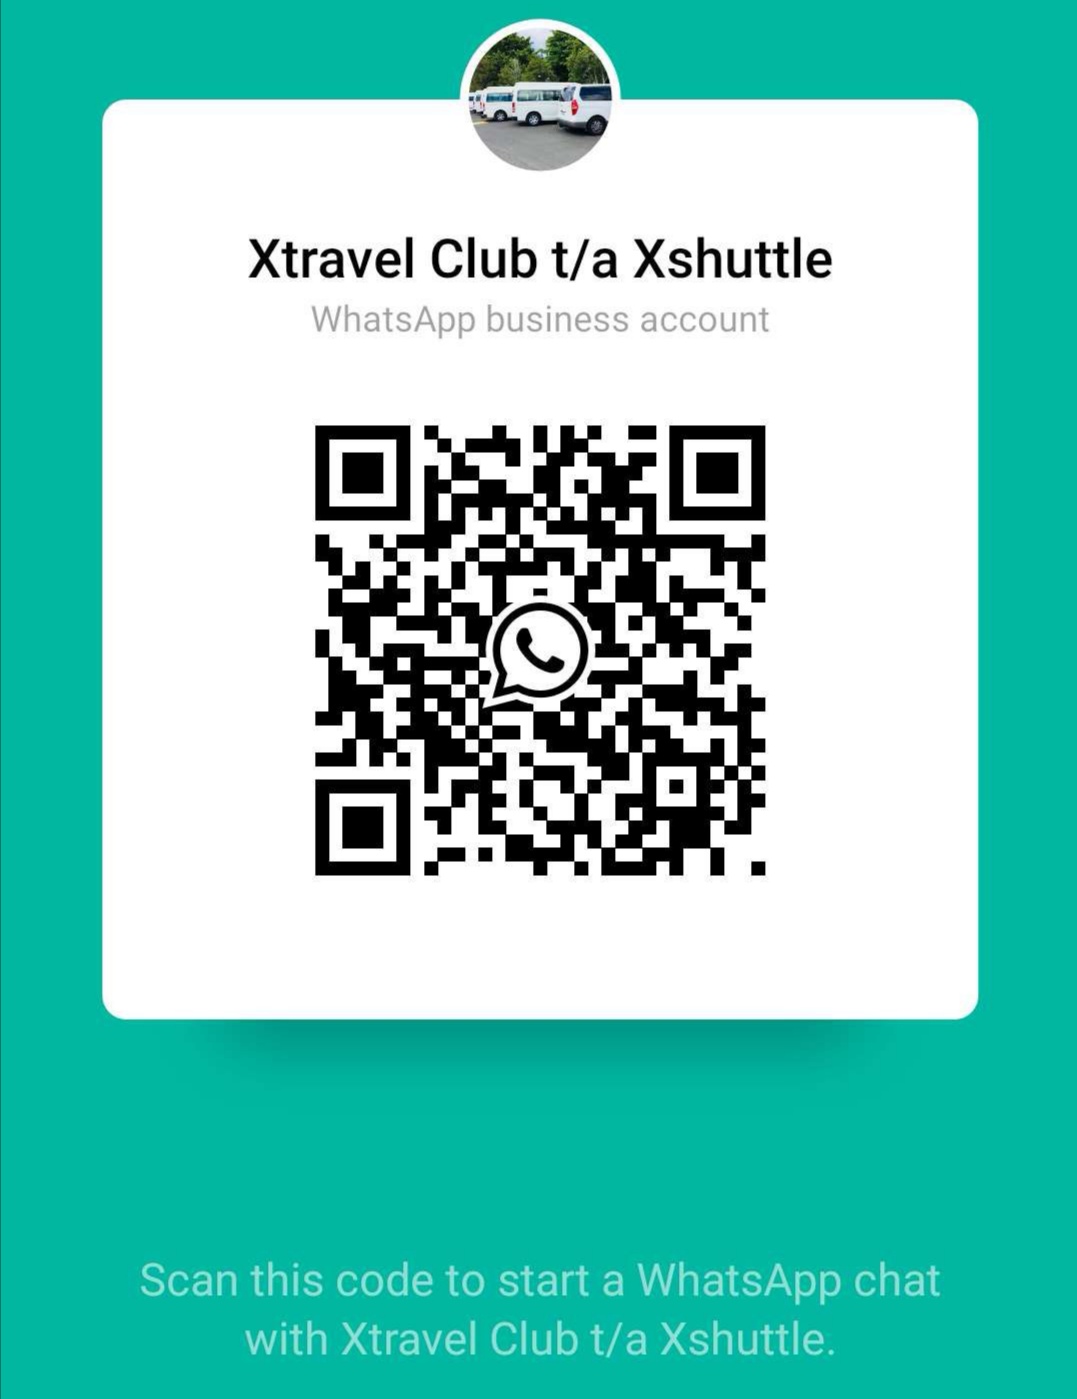 Xtravel Club t/a Xshuttle
WhatsApp business account
Scan this code to start a WhatsApp chat
with Xtravel Club t/a Xshuttle.